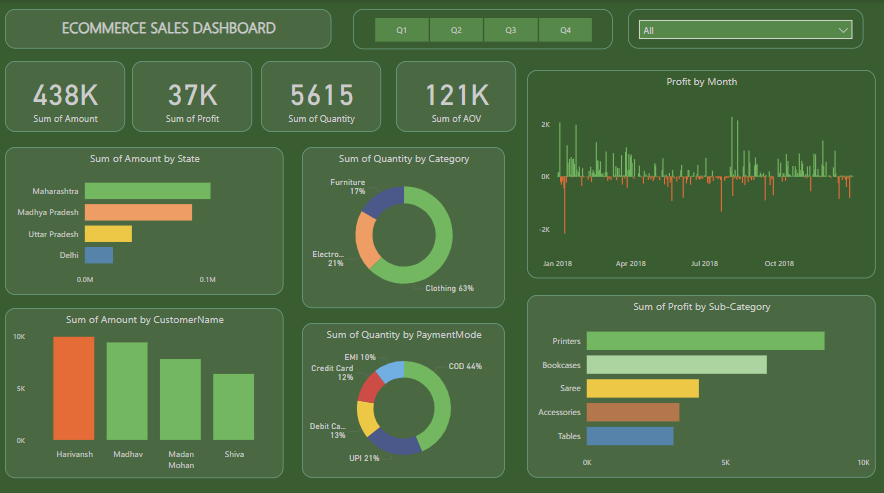 ECOMMERCE SALES DASHBOARD
Q1 Q2 Q3 Q4
All
438K
Sum of Amount
37K
Sum of Profit
5615
Sum of Quantity
121K
Sum of AOV
Profit by Month
2K
0K
-2K
Jan 2018 Apr 2018 Jul 2018 Oct 2018
Sum of Amount by State
Maharashtra
Madhya Pradesh
Uttar Pradesh
Delhi
0.0M 0.1M
Sum of Quantity by Category
Furniture
17%
Electro...
21%
Clothing 63%
Sum of Amount by CustomerName
10K
5K
0K
Harivansh Madhav Madan Shiva
Mohan
Sum of Quantity by PaymentMode
EMI 10%
Credit Card
12%
COD 44%
Debit Ca...
13%
UPI 21%
Sum of Profit by Sub-Category
Printers
Bookcases
Saree
Accessories
Tables
0K 5K 10K